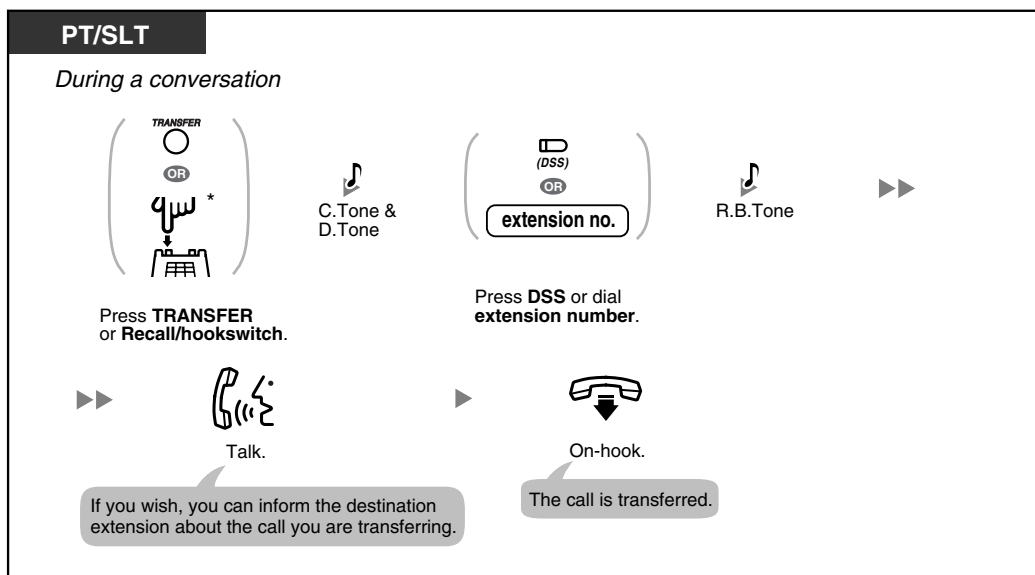 PT/SLT
During a conversation
TRANSFER
OR
*
C.Tone &
D.Tone
(DSS)
OR
extension no.
R.B.Tone
Press TRANSFER
or Recall/hookswitch.
Press DSS or dial
extension number.
Talk.
If you wish, you can inform the destination
extension about the call you are transferring.
On-hook.
The call is transferred.